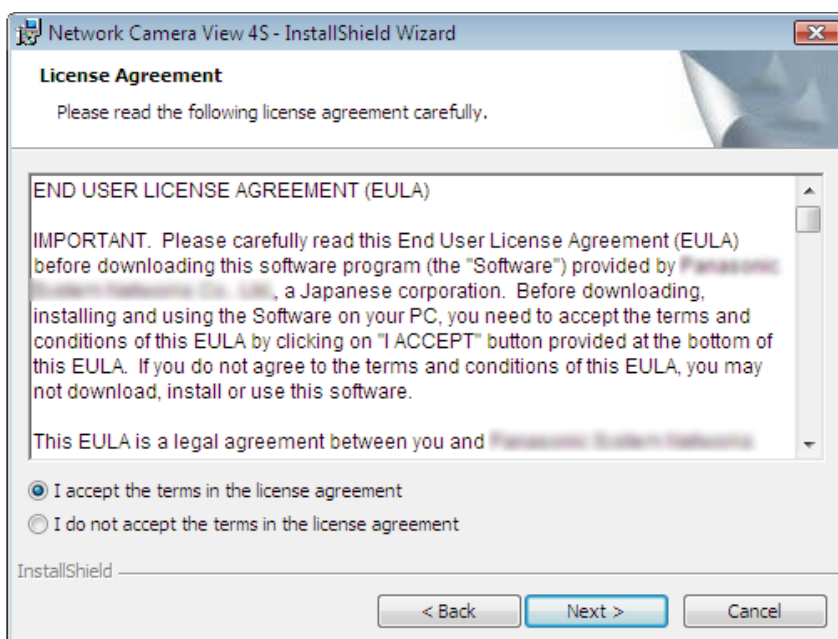 Network Camera View 4S - InstallShield Wizard
License Agreement
Please read the following license agreement carefully.
END USER LICENSE AGREEMENT (EULA)
IMPORTANT.  Please carefully read this End User License Agreement (EULA)
before downloading this software program (the "Software") provided by
, a Japanese corporation.  Before downloading,
installing and using the Software on your PC, you need to accept the terms and
conditions of this EULA by clicking on "I ACCEPT" button provided at the bottom of
this EULA.  If you do not agree to the terms and conditions of this EULA, you may
not download, install or use this software.
This EULA is a legal agreement between you and
I accept the terms in the license agreement
I do not accept the terms in the license agreement
InstallShield
< Back
Next >
Cancel